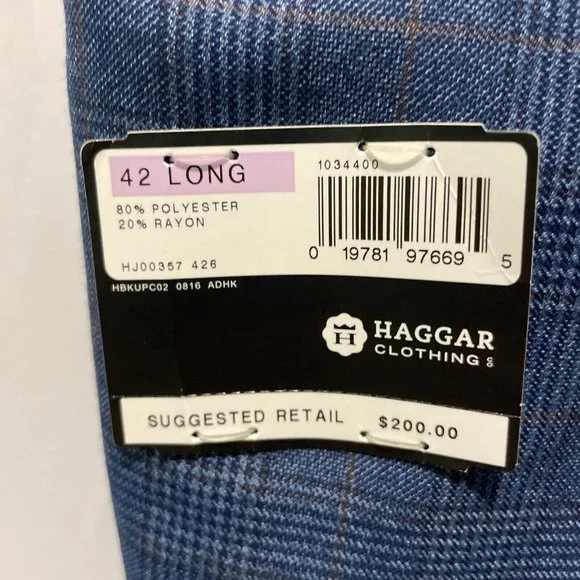 42 LONG
80% POLYESTER
20% RAYON
HJ00357 426
1034400
0 19781 97669 5
HBKUPC02 0816 ADHK
H
HAGGAR
CLOTHING CO
SUGGESTED RETAIL $200.00